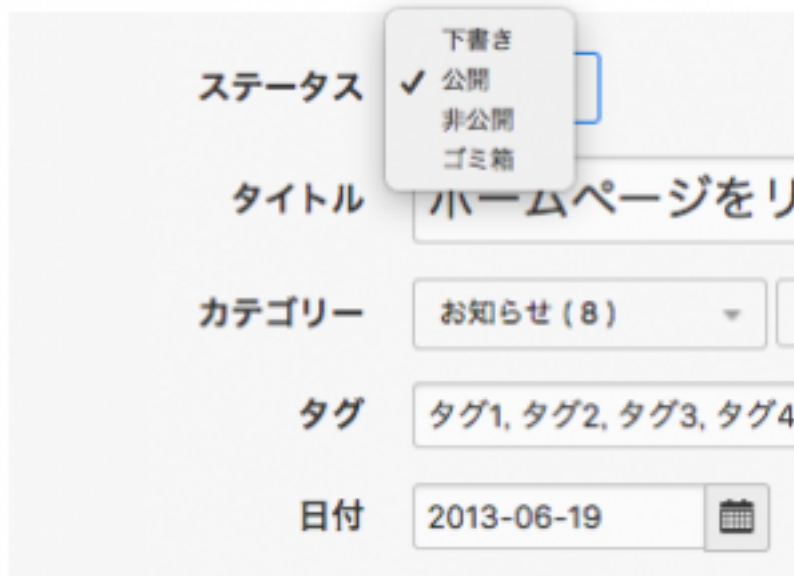 下書き
ステータス ✓ 公開
非公開
ゴミ箱
タイトル ホームページをリ
カテゴリー お知らせ ( 8 )
タグ タグ1, タグ2, タグ3, タグ4
日付 2013-06-19